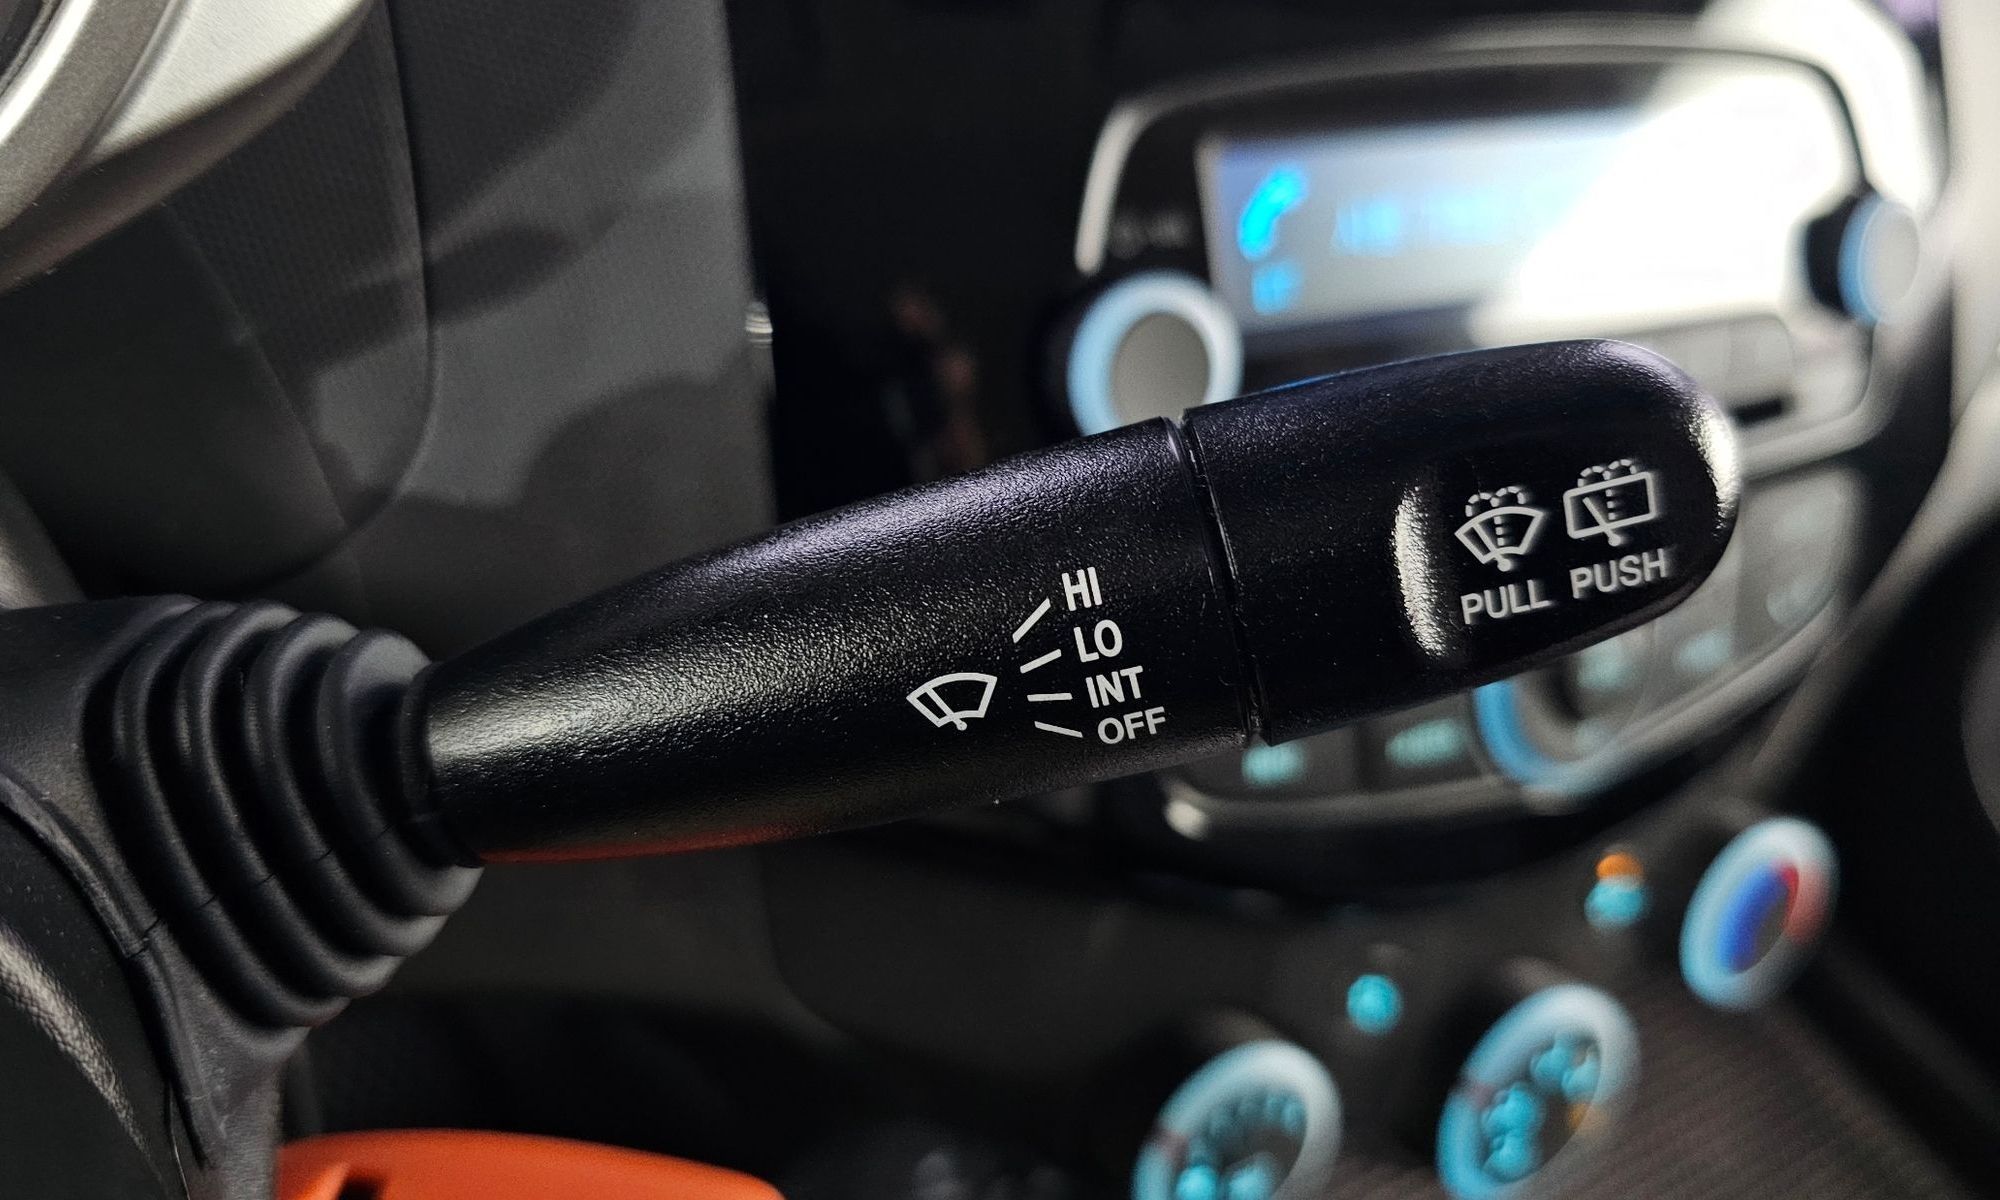 HI
LO
INT
OFF
PULL PUSH